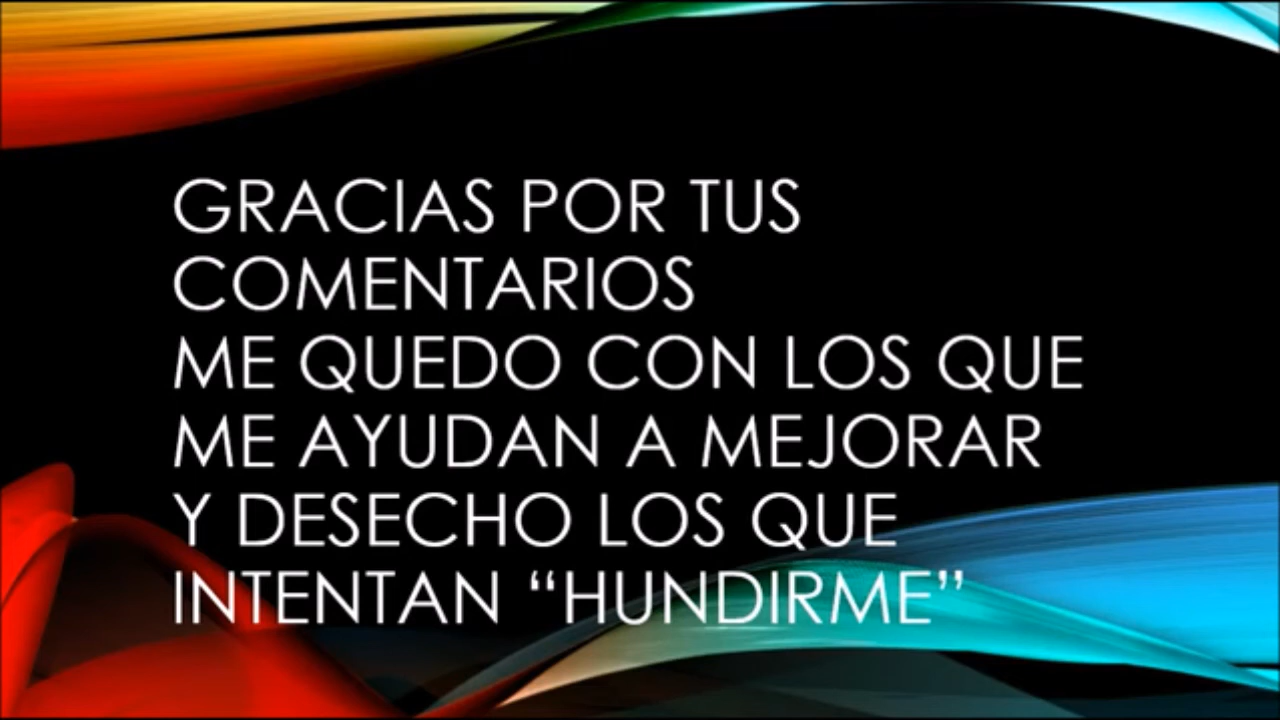 GRACIAS POR TUS
COMENTARIOS
ME QUEDO CON LOS QUE
ME AYUDAN A MEJORAR
Y DESECHO LOS QUE
INTENTAN “HUNDIRME”